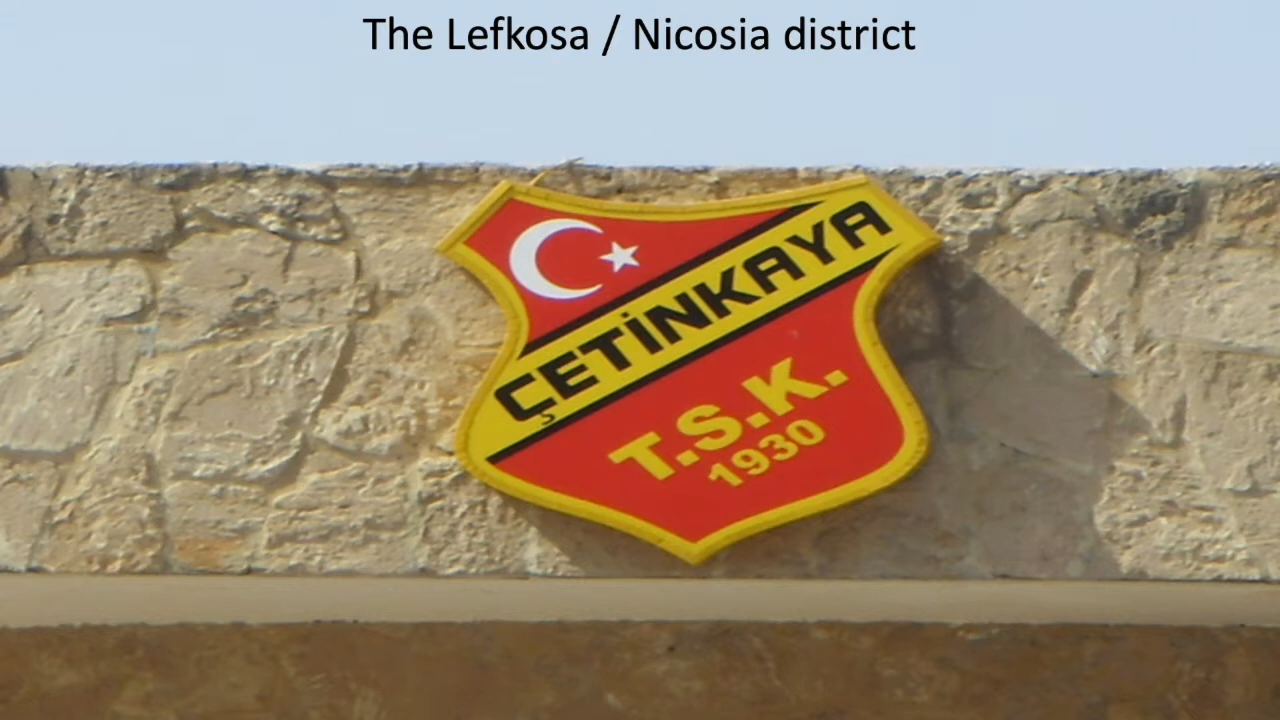 The Lefkosa / Nicosia district
ÇETİNKAYA
T.S.K.
1930